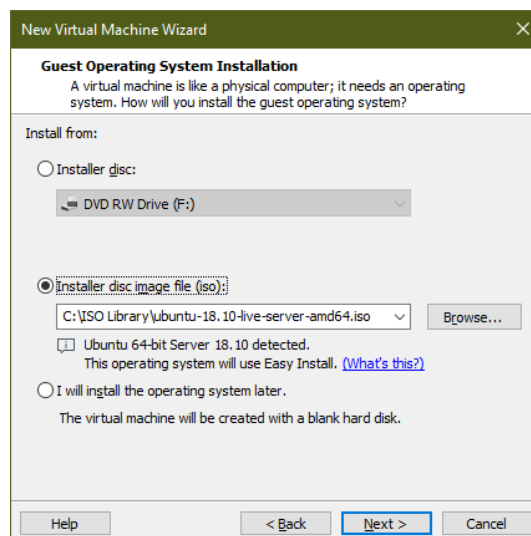 New Virtual Machine Wizard
Guest Operating System Installation
A virtual machine is like a physical computer; it needs an operating
system. How will you install the guest operating system?
Install from:
Installer disc:
DVD RW Drive (F:)
Installer disc image file (iso):
C:\ISO Library\ubuntu-18.10-live-server-amd64.iso
Browse...
Ubuntu 64-bit Server 18.10 detected.
This operating system will use Easy Install. (What's this?)
I will install the operating system later.
The virtual machine will be created with a blank hard disk.
Help
< Back
Next >
Cancel